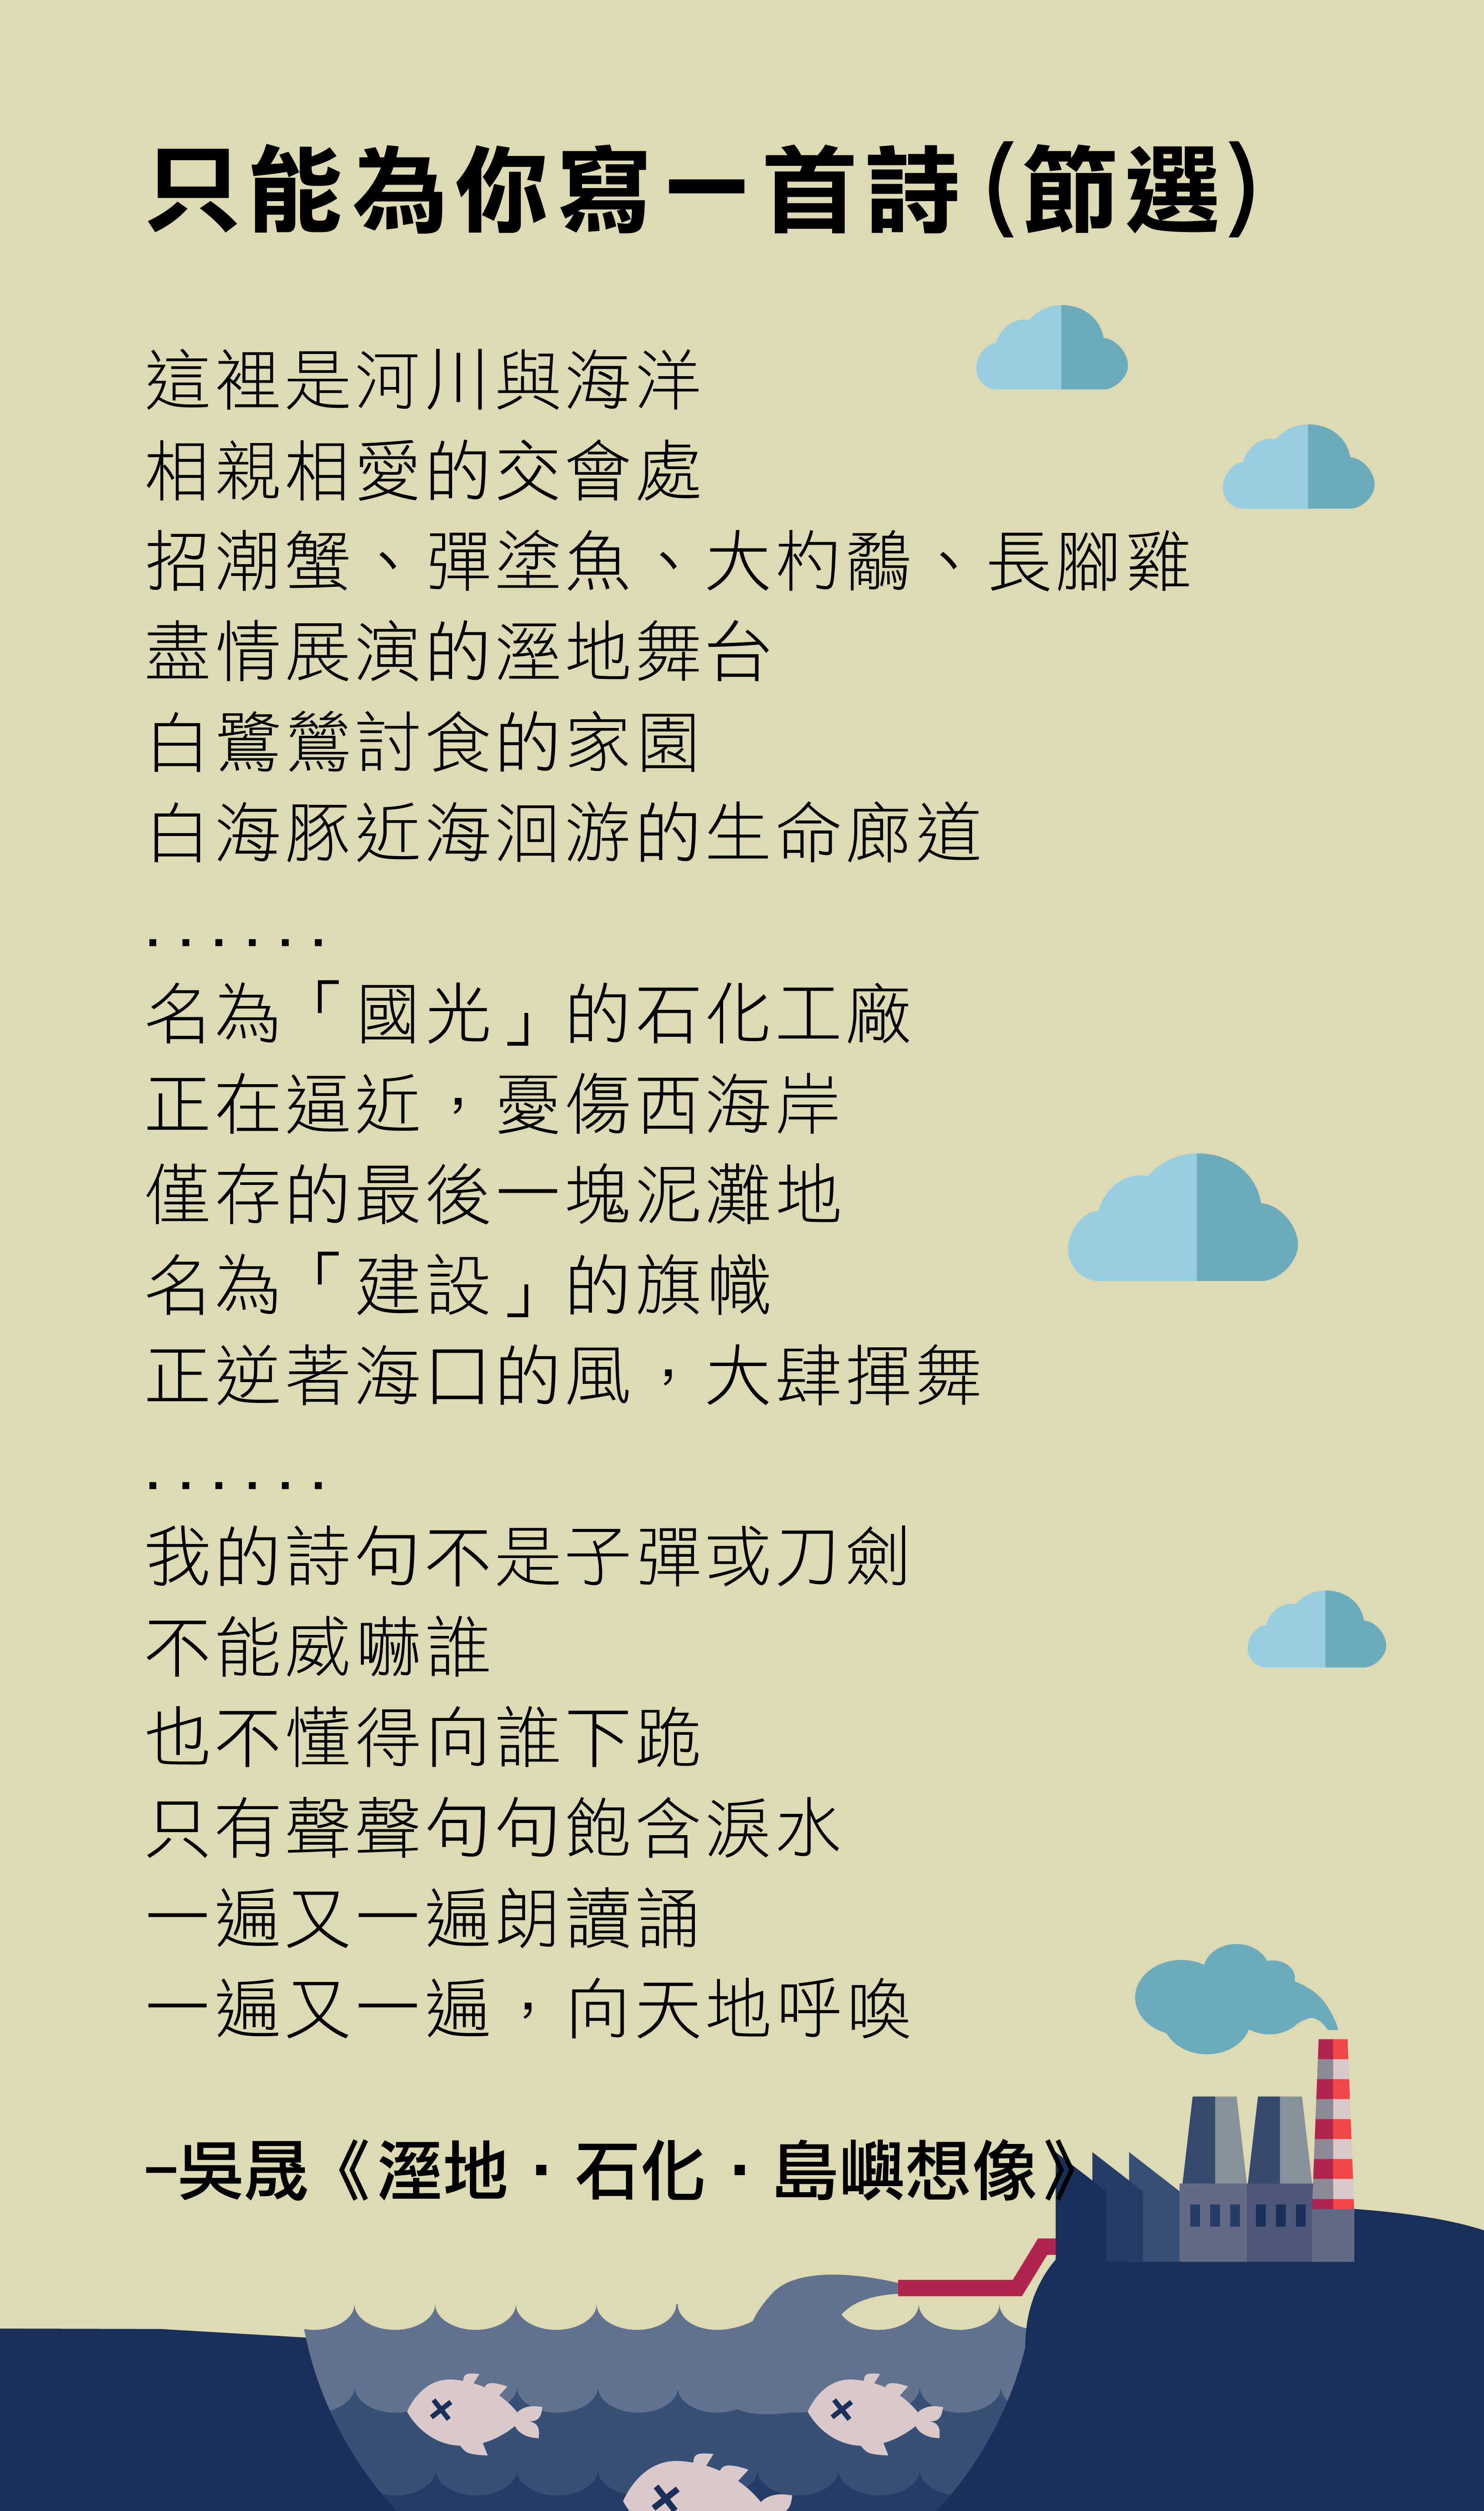 只能為你寫一首詩(節選)
這裡是河川與海洋
相親相愛的交會處
招潮蟹、彈塗魚、大杓鷸、長腳雞
盡情展演的溼地舞台
白鷺鷥討食的家園
白海豚近海洄游的生命廊道
......
名為「國光」的石化工廠
正在逼近，憂傷西海岸
僅存的最後一塊泥灘地
名為「建設」的旗幟
正逆著海口的風，大肆揮舞
......
我的詩句不是子彈或刀劍
不能威嚇誰
也不懂得向誰下跪
只有聲聲句句飽含淚水
一遍又一遍朗讀誦
一遍又一遍，向天地呼喚
–吳晟《溼地．石化．島嶼想像》